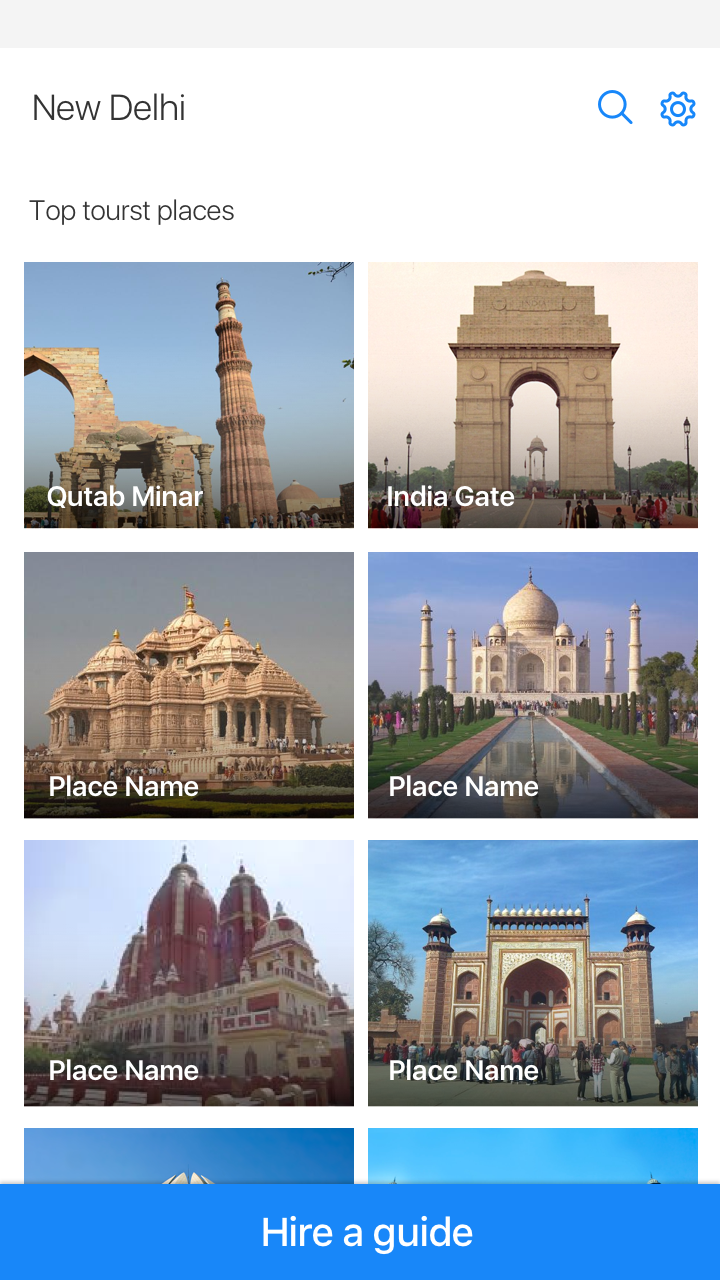 New Delhi
Top tourst places
Qutab Minar
India Gate
Place Name
Place Name
Place Name
Place Name
Hire a guide